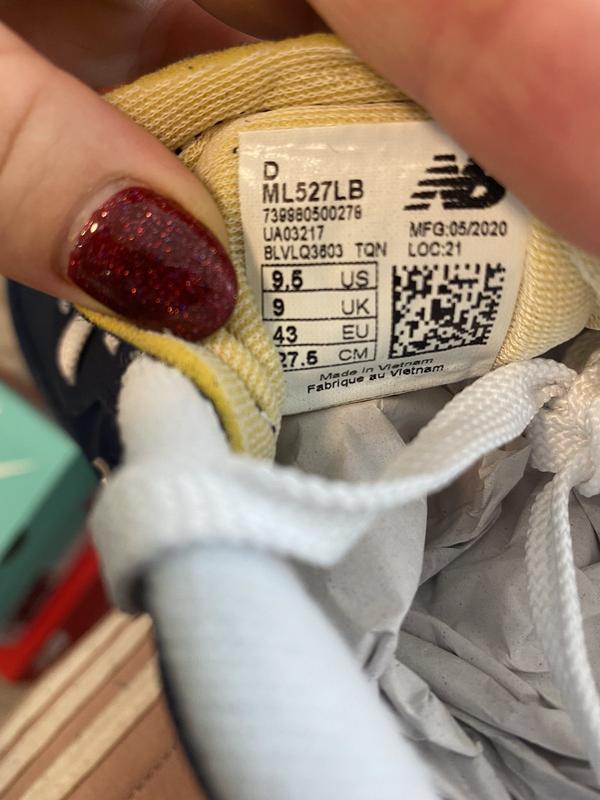 D
ML527LB
739980500278
UA03217
BLVLQ3603 TQN
MFG:05/2020
LOC:21
9.5 US
9 UK
43 EU
27.5 CM
Made in Vietnam
Fabrique au Vietnam